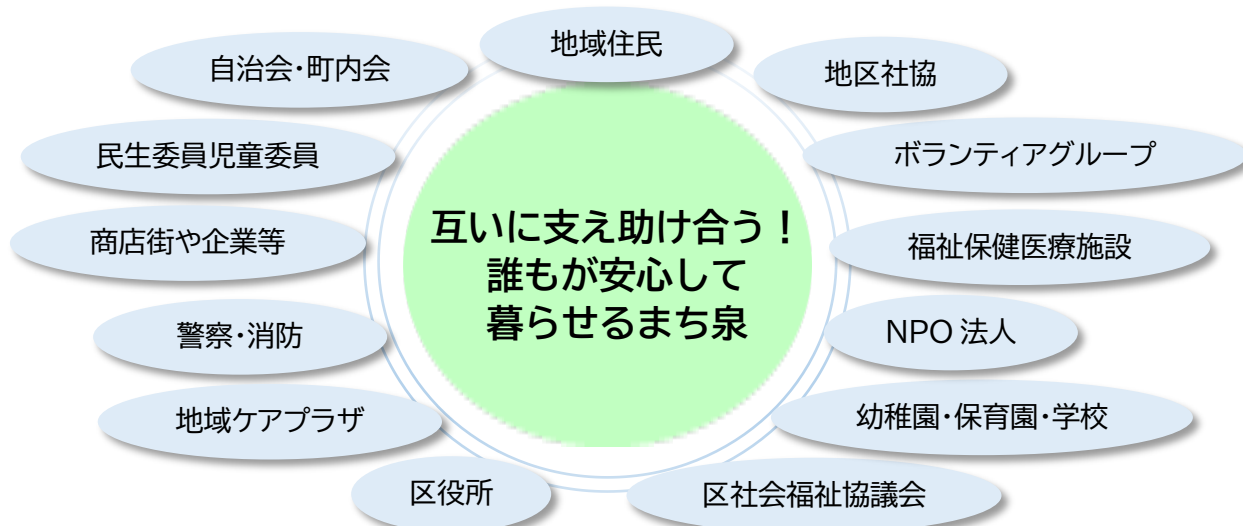 地域住民
自治会・町内会
地区社協
民生委員児童委員
ボランティアグループ
商店街や企業等
福祉保健医療施設
警察・消防
NPO 法人
地域ケアプラザ
幼稚園・保育園・学校
区役所
区社会福祉協議会
互いに支え助け合う！
誰もが安心して
暮らせるまち泉